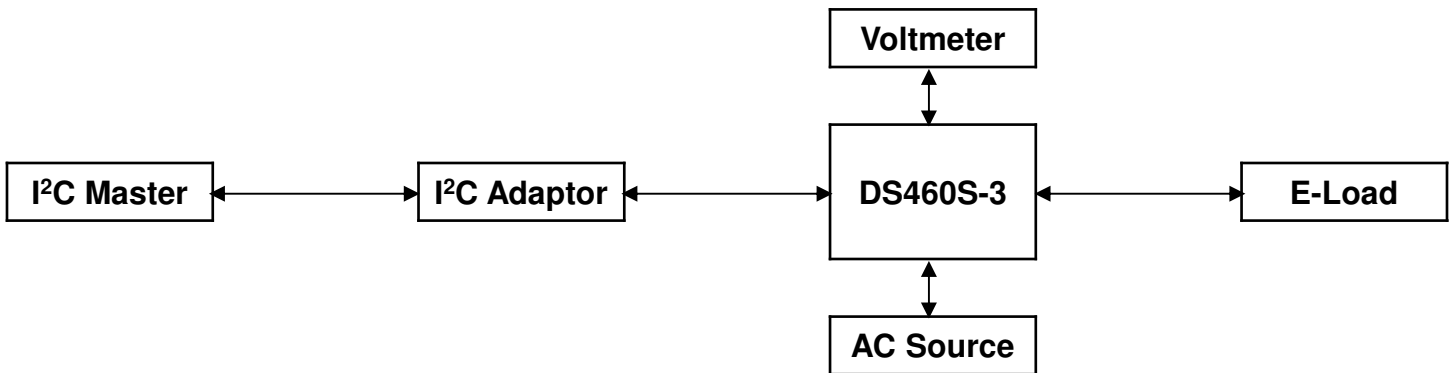 Voltmeter
I²C Master
I²C Adaptor
DS460S-3
E-Load
AC Source